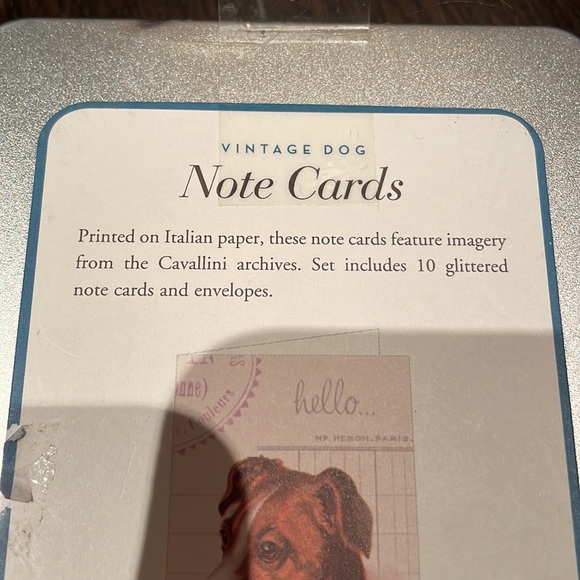 VINTAGE DOG
Note Cards
Printed on Italian paper, these note cards feature imagery
from the Cavallini archives. Set includes 10 glittered
note cards and envelopes.
hello...
NP. HENON. PARIS.